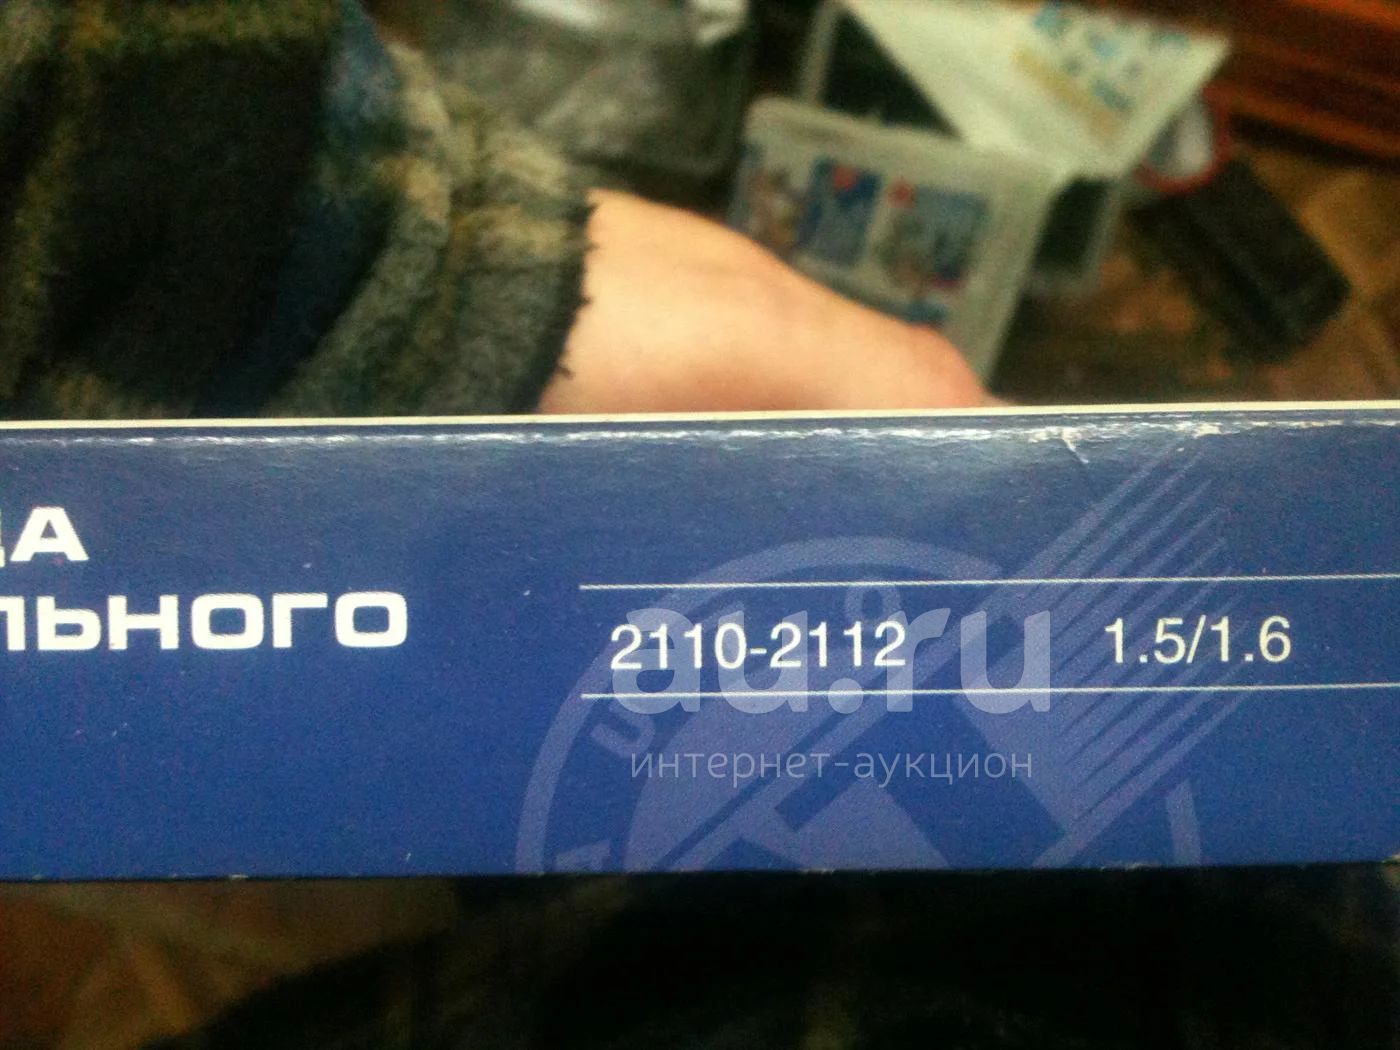 ДА
ЛЬНОГО
2110-2112 1.5/1.6
au.ru
интернет-аукцион